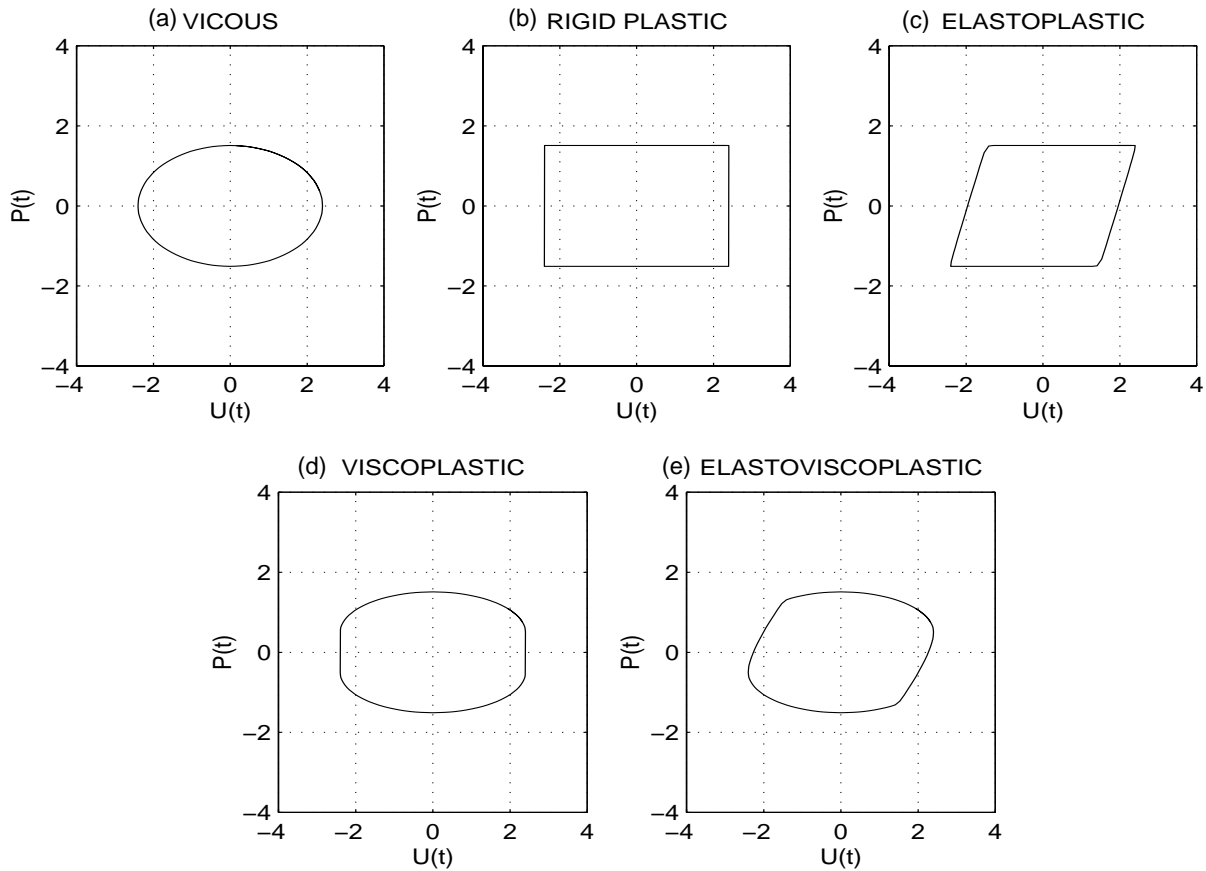 (a) VICOUS
(b) RIGID PLASTIC
(c) ELASTOPLASTIC
4
2
0
−2
−4
P(t)
−4 −2 0 2 4
U(t)
4
2
0
−2
−4
P(t)
−4 −2 0 2 4
U(t)
4
2
0
−2
−4
P(t)
−4 −2 0 2 4
U(t)
(d) VISCOPLASTIC
(e) ELASTOVISCOPLASTIC
4
2
0
−2
−4
P(t)
−4 −2 0 2 4
U(t)
4
2
0
−2
−4
P(t)
−4 −2 0 2 4
U(t)